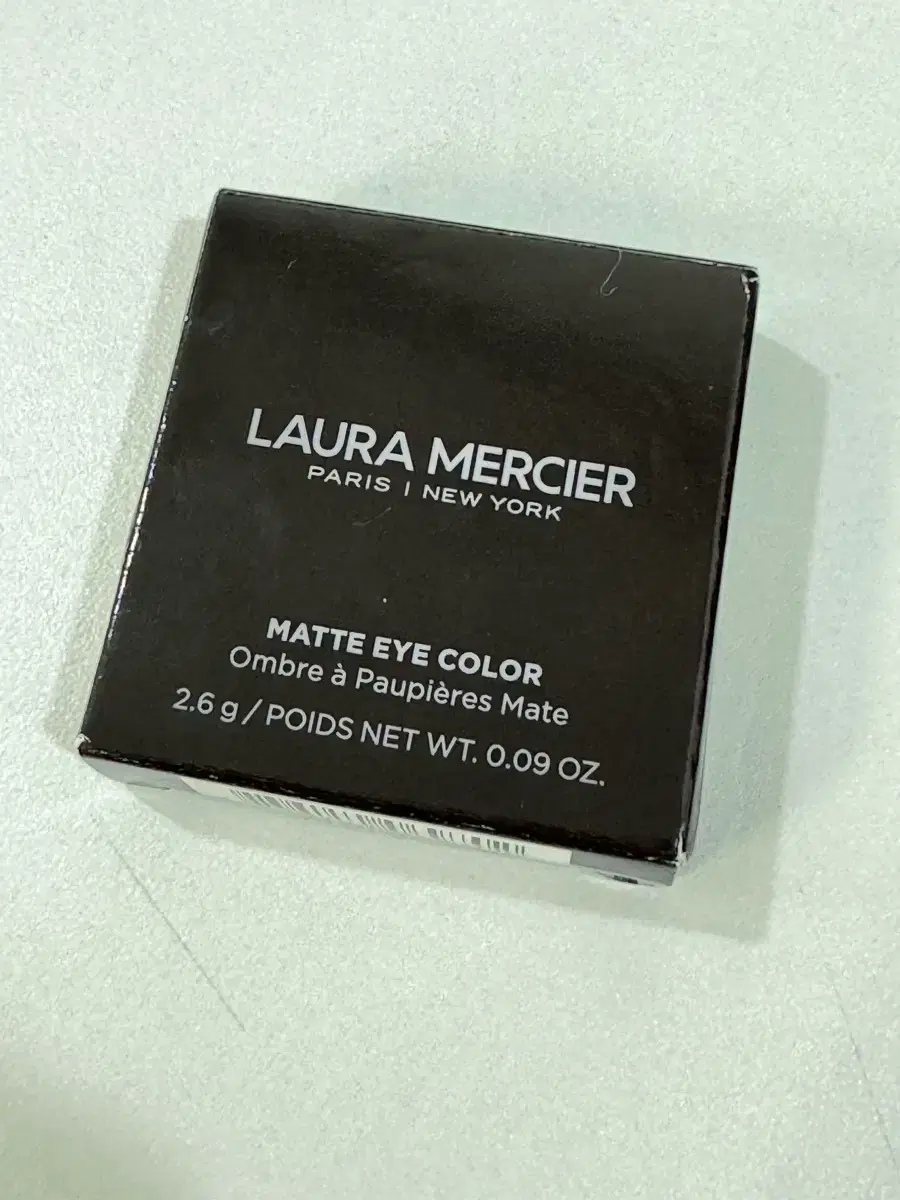 LAURA MERCIER
PARIS | NEW YORK
MATTE EYE COLOR
Ombre à Paupières Mate
2.6 g / POIDS NET WT. 0.09 OZ.